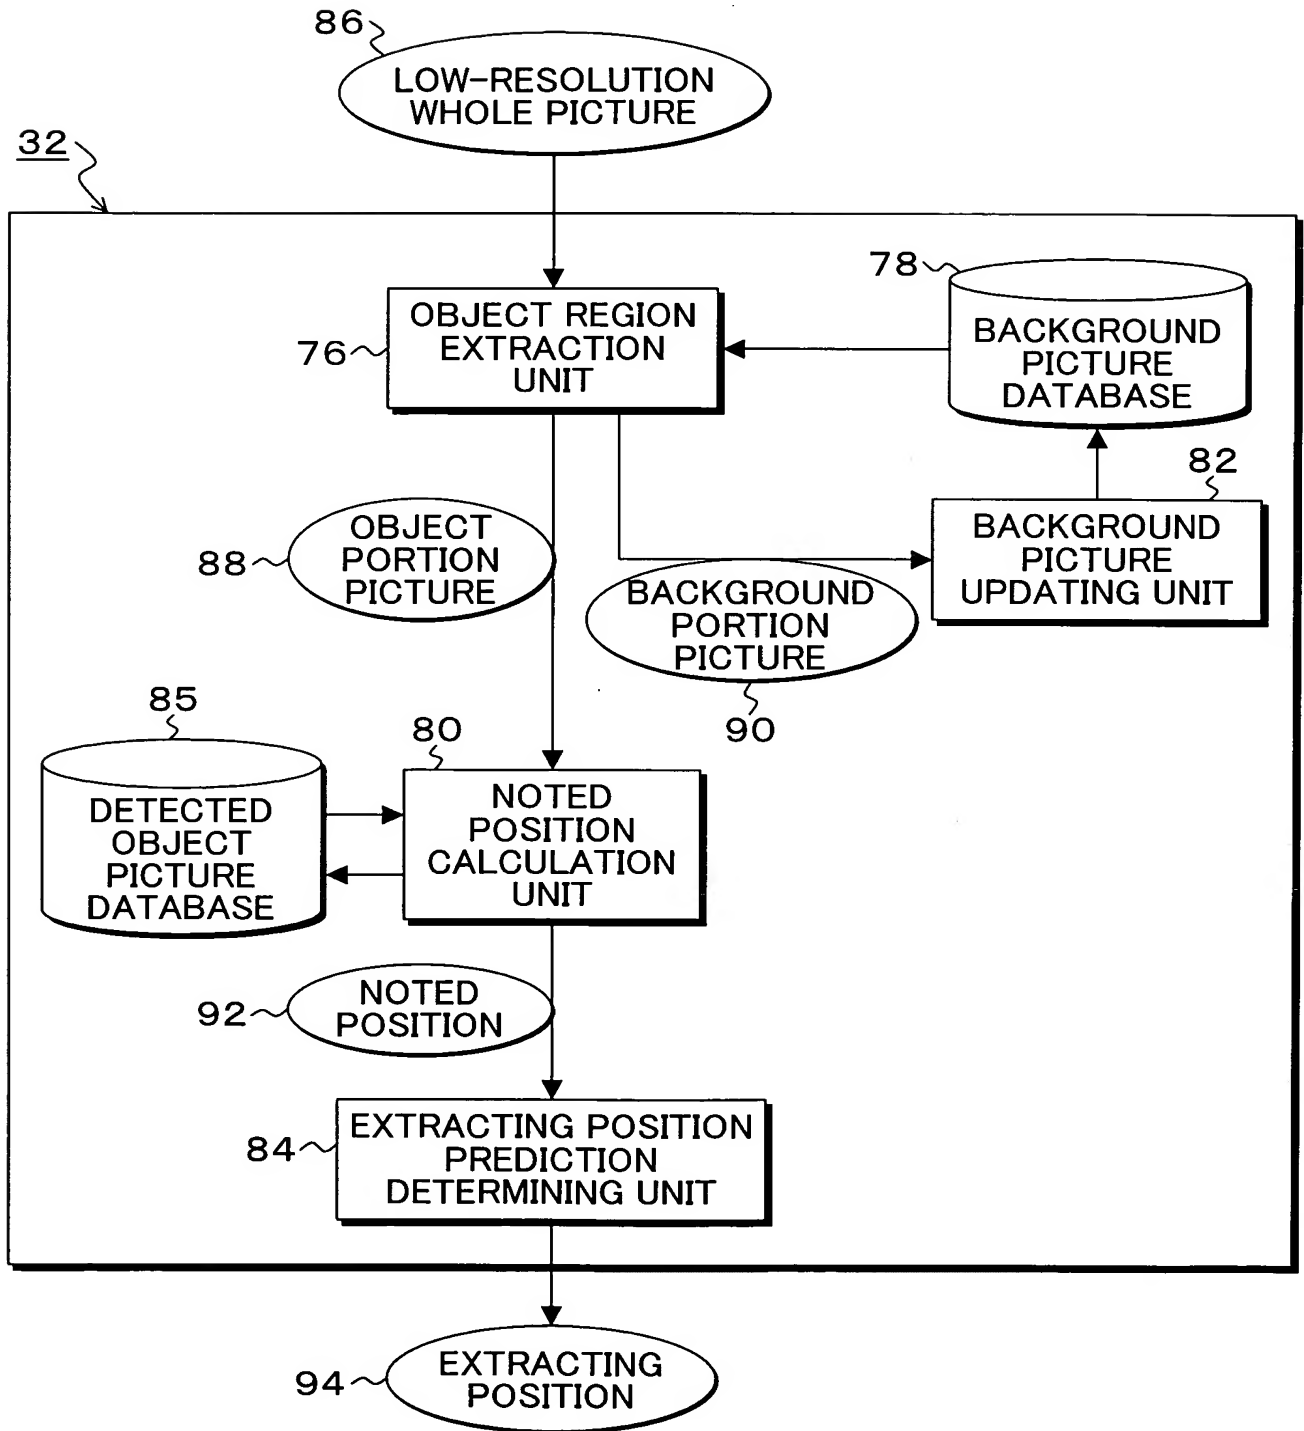 86
LOW-RESOLUTION
WHOLE PICTURE
32
78
BACKGROUND
PICTURE
DATABASE
OBJECT REGION
EXTRACTION
UNIT
76
82
BACKGROUND
PICTURE
UPDATING UNIT
OBJECT
PORTION
PICTURE
88
BACKGROUND
PORTION
PICTURE
90
85
DETECTED
OBJECT
PICTURE
DATABASE
80
NOTED
POSITION
CALCULATION
UNIT
NOTED
POSITION
92
EXTRACTING POSITION
PREDICTION
DETERMINING UNIT
84
EXTRACTING
POSITION
94